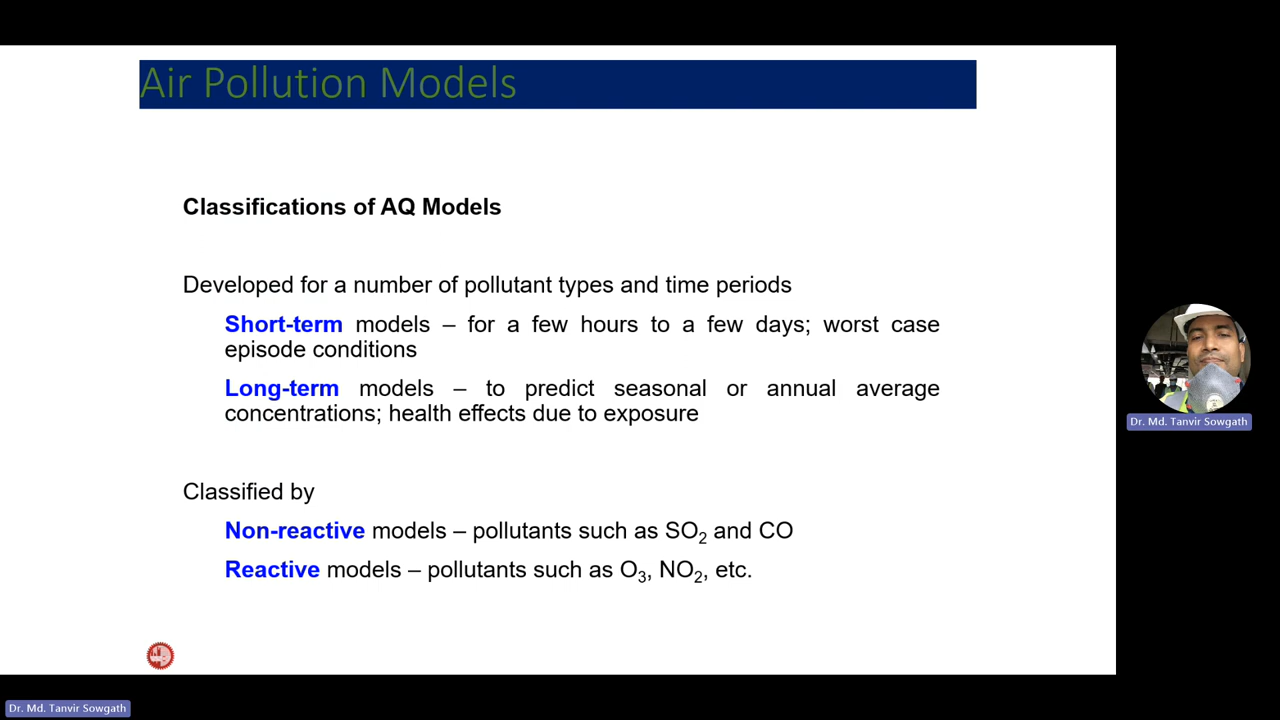 Air Pollution Models
Classifications of AQ Models
Developed for a number of pollutant types and time periods
Short-term models – for a few hours to a few days; worst case
episode conditions
Long-term models – to predict seasonal or annual average
concentrations; health effects due to exposure
Classified by
Non-reactive models – pollutants such as SO₂ and CO
Reactive models – pollutants such as O₃, NO₂, etc.
Dr. Md. Tanvir Sowgath
Dr. Md. Tanvir Sowgath